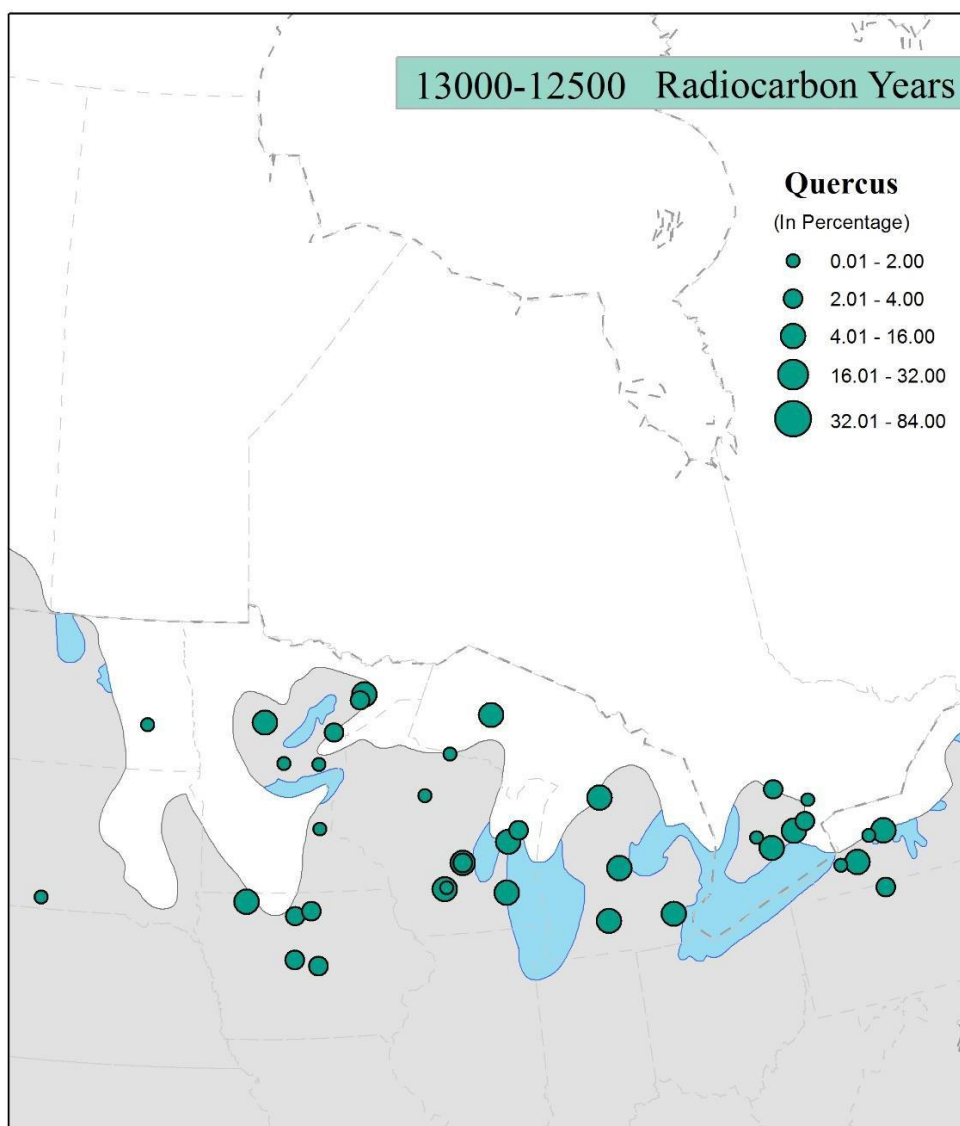 13000-12500 Radiocarbon Years
Quercus
(In Percentage)
0.01 - 2.00
2.01 - 4.00
4.01 - 16.00
16.01 - 32.00
32.01 - 84.00